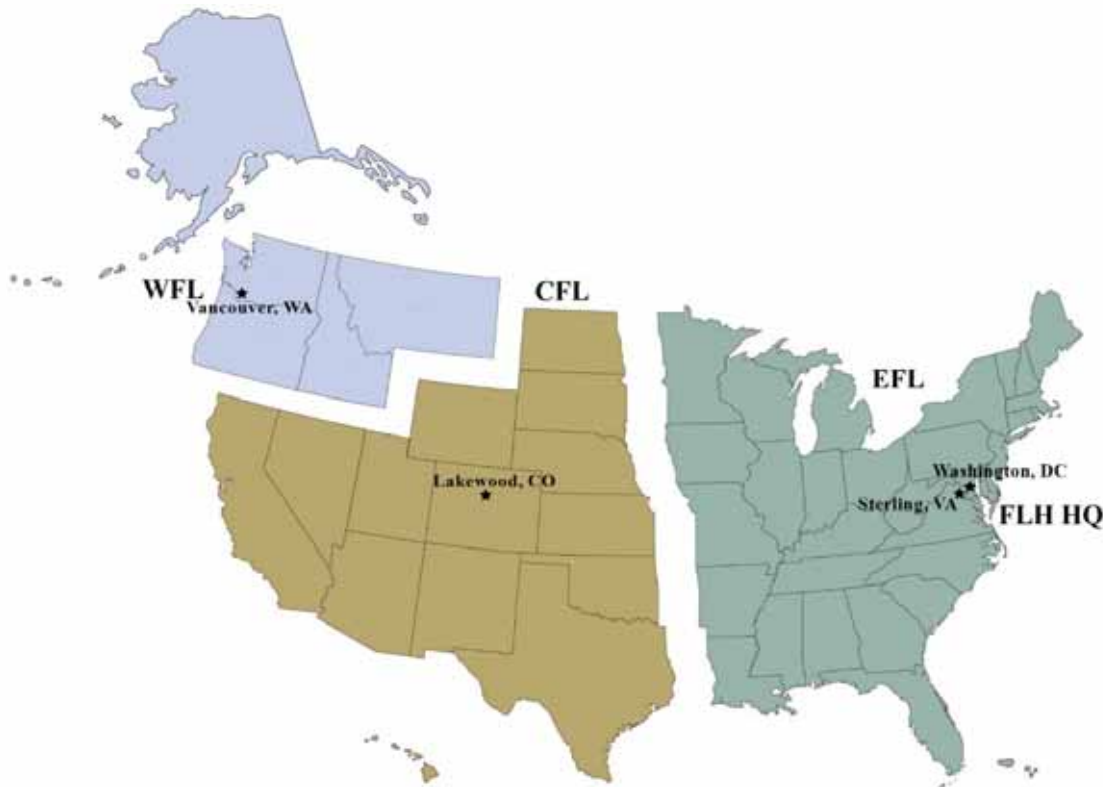 WFL
Vancouver, WA
CFL
Lakewood, CO
EFL
Washington, DC
Sterling, VA
FLH HQ